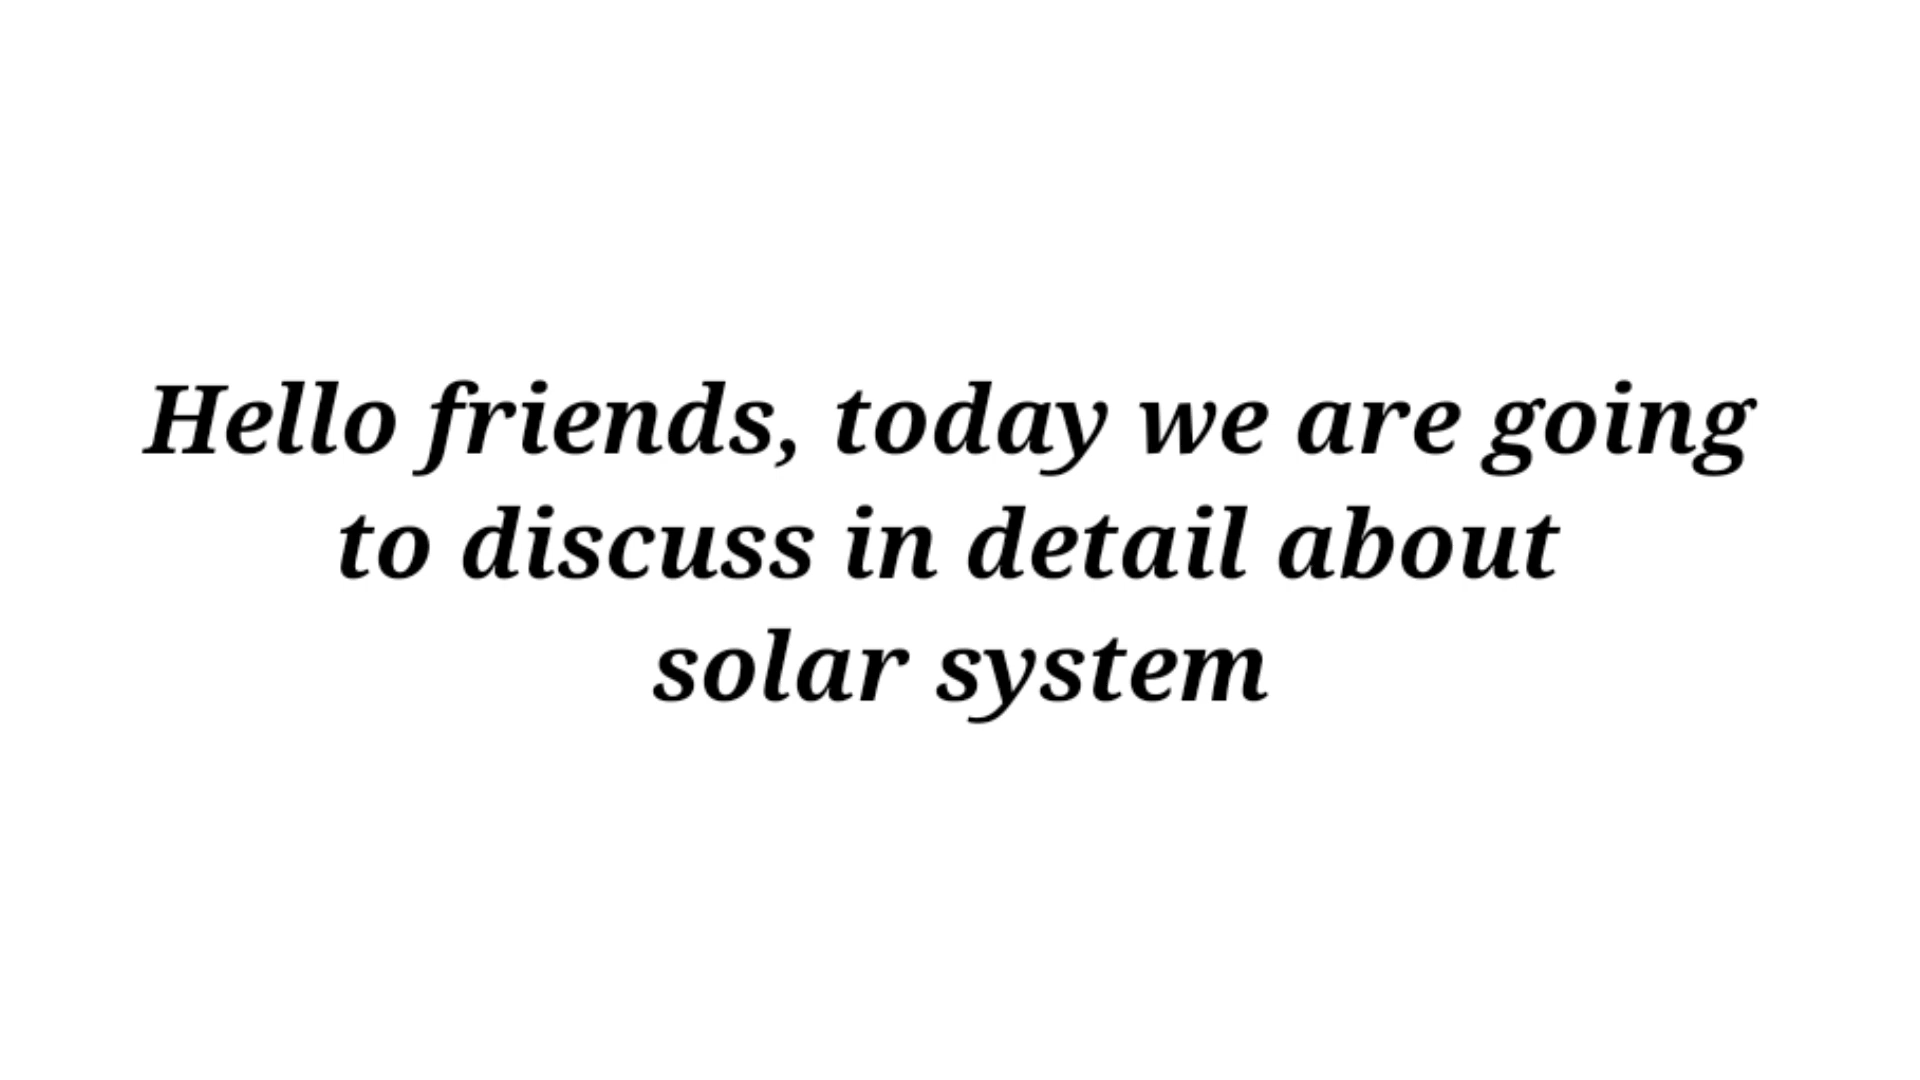 Hello friends, today we are going
to discuss in detail about
solar system